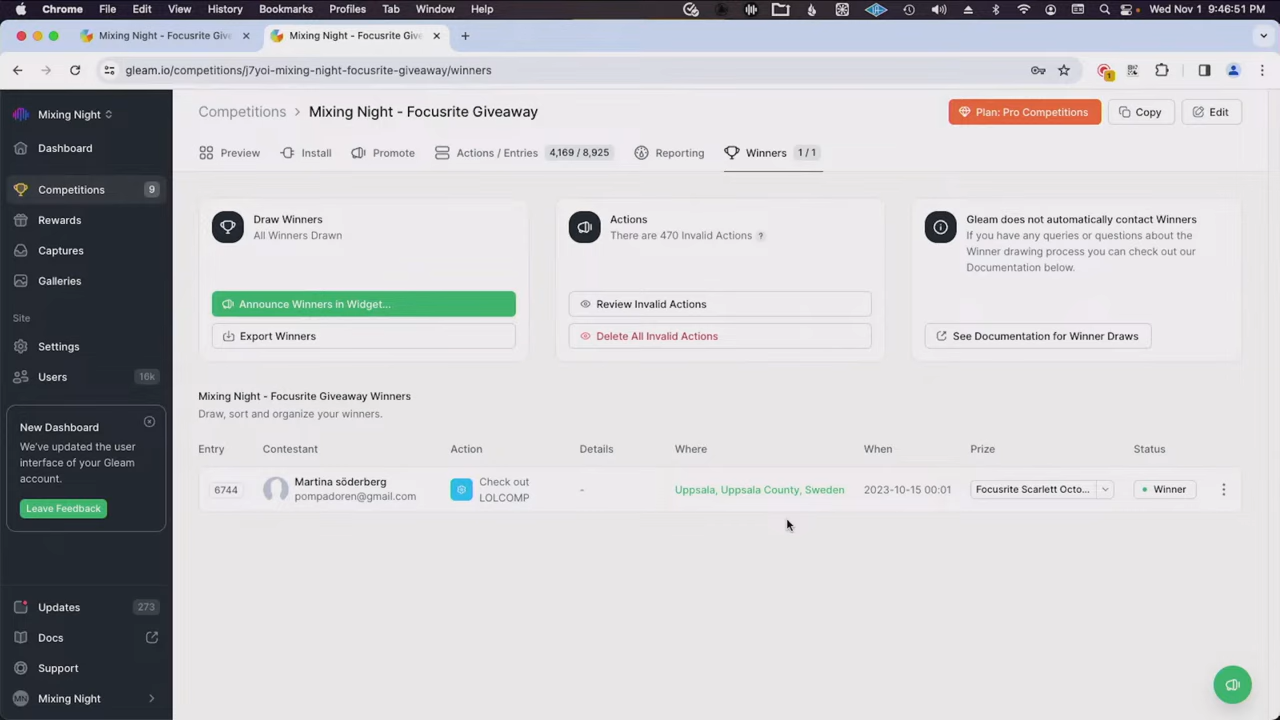 Chrome File Edit View History Bookmarks Profiles Tab Window Help Wed Nov 1 9:46:51 PM
Mixing Night - Focusrite Give
Mixing Night - Focusrite Giv
gleam.io/competitions/j7yoi-mixing-night-focusrite-giveaway/winners
1
Mixing Night
Competitions > Mixing Night - Focusrite Giveaway
Plan: Pro Competitions
Copy
Edit
Dashboard
Competitions 9
Rewards
Captures
Galleries
Site
Settings
Users 16k
New Dashboard
We've updated the user
interface of your Gleam
account.
Leave Feedback
Updates 273
Docs
Support
MN Mixing Night
Preview Install Promote Actions / Entries 4,169 / 8,925 Reporting Winners 1 / 1
Draw Winners
All Winners Drawn
Announce Winners in Widget...
Export Winners
Actions
There are 470 Invalid Actions ?
Review Invalid Actions
Delete All Invalid Actions
Gleam does not automatically contact Winners
If you have any queries or questions about the
Winner drawing process you can check out our
Documentation below.
See Documentation for Winner Draws
Mixing Night - Focusrite Giveaway Winners
Draw, sort and organize your winners.
Entry Contestant Action Details Where When Prize Status
6744
Martina söderberg
pompadoren@gmail.com
Check out
LOLCOMP
-
Uppsala, Uppsala County, Sweden
2023-10-15 00:01
Focusrite Scarlett Octo...
Winner